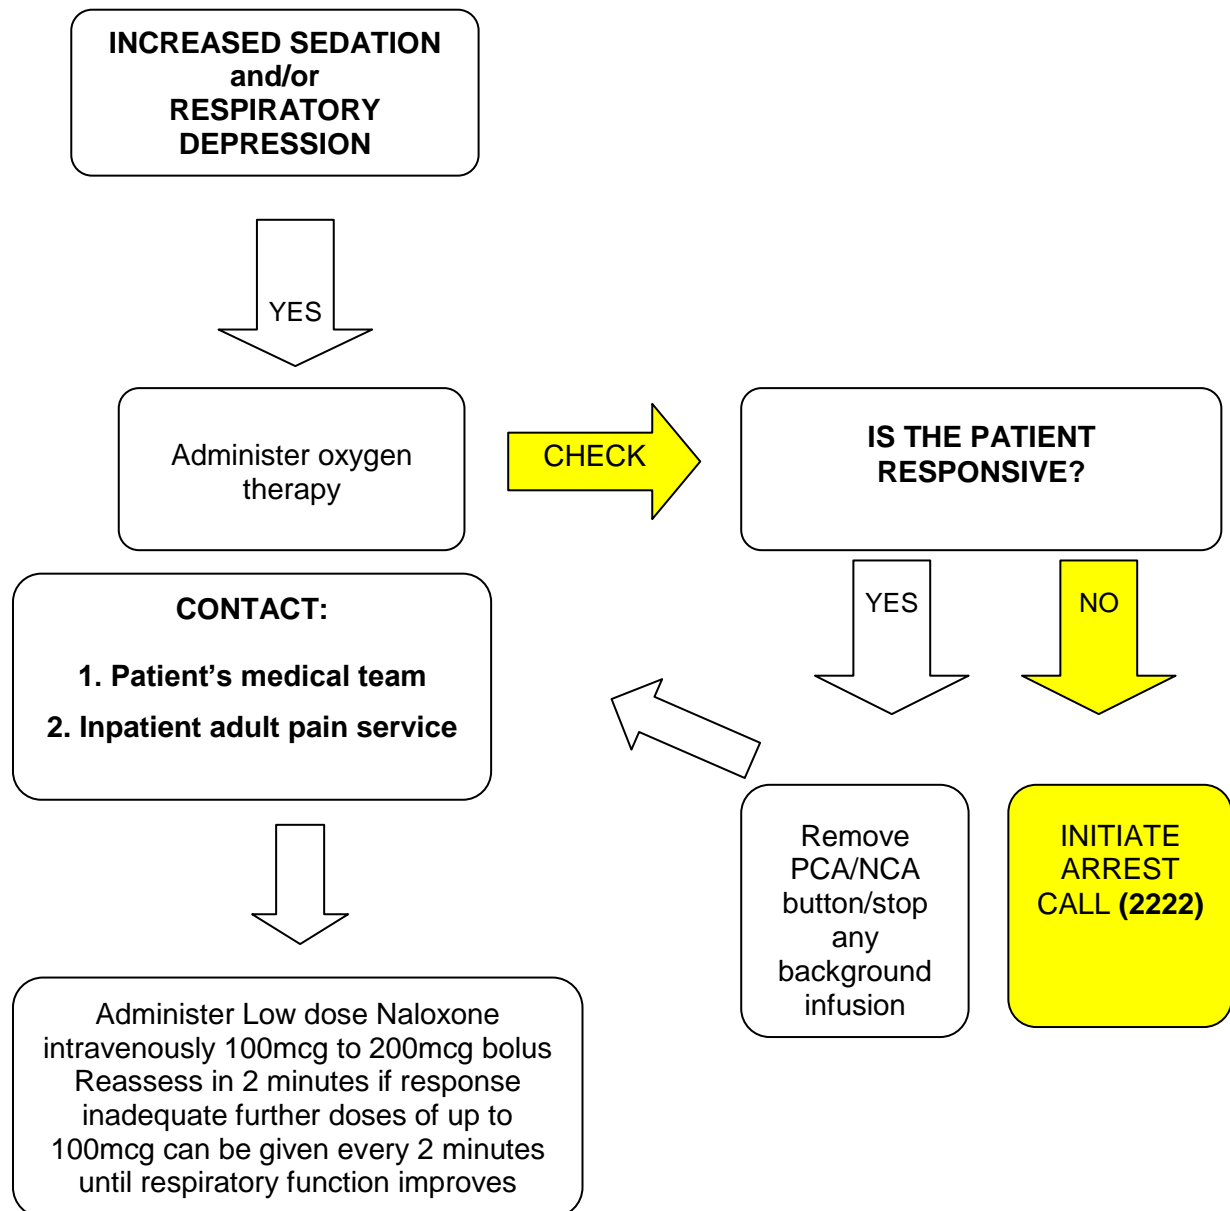 INCREASED SEDATION
and/or
RESPIRATORY
DEPRESSION
YES
Administer oxygen
therapy
CHECK
IS THE PATIENT
RESPONSIVE?
YES
NO
Remove
PCA/NCA
button/stop
any
background
infusion
INITIATE
ARREST
CALL (2222)
CONTACT:
1. Patient’s medical team
2. Inpatient adult pain service
Administer Low dose Naloxone
intravenously 100mcg to 200mcg bolus
Reassess in 2 minutes if response
inadequate further doses of up to
100mcg can be given every 2 minutes
until respiratory function improves